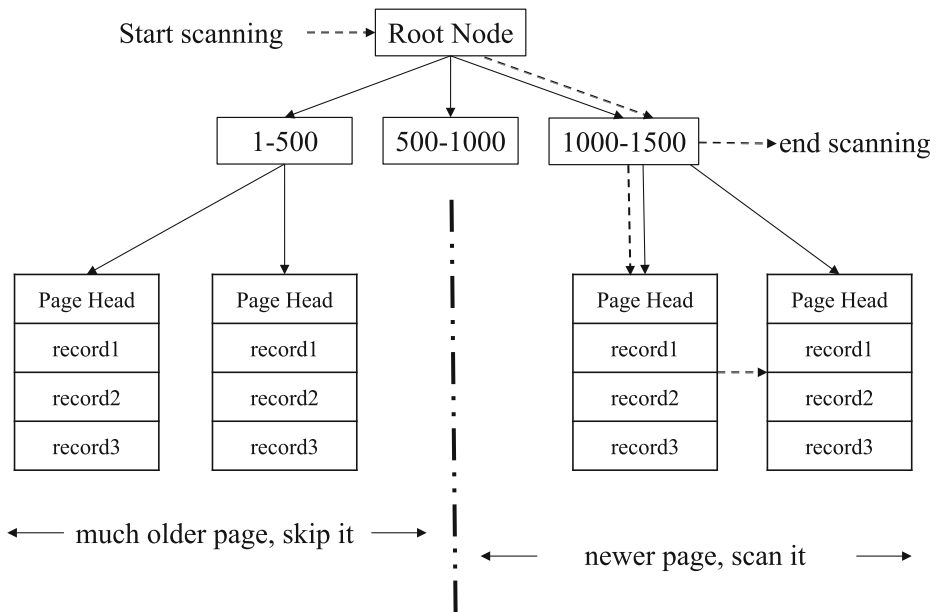 Start scanning
Root Node
1-500
500-1000
1000-1500
end scanning
Page Head
record1
record2
record3
Page Head
record1
record2
record3
Page Head
record1
record2
record3
Page Head
record1
record2
record3
much older page, skip it
newer page, scan it